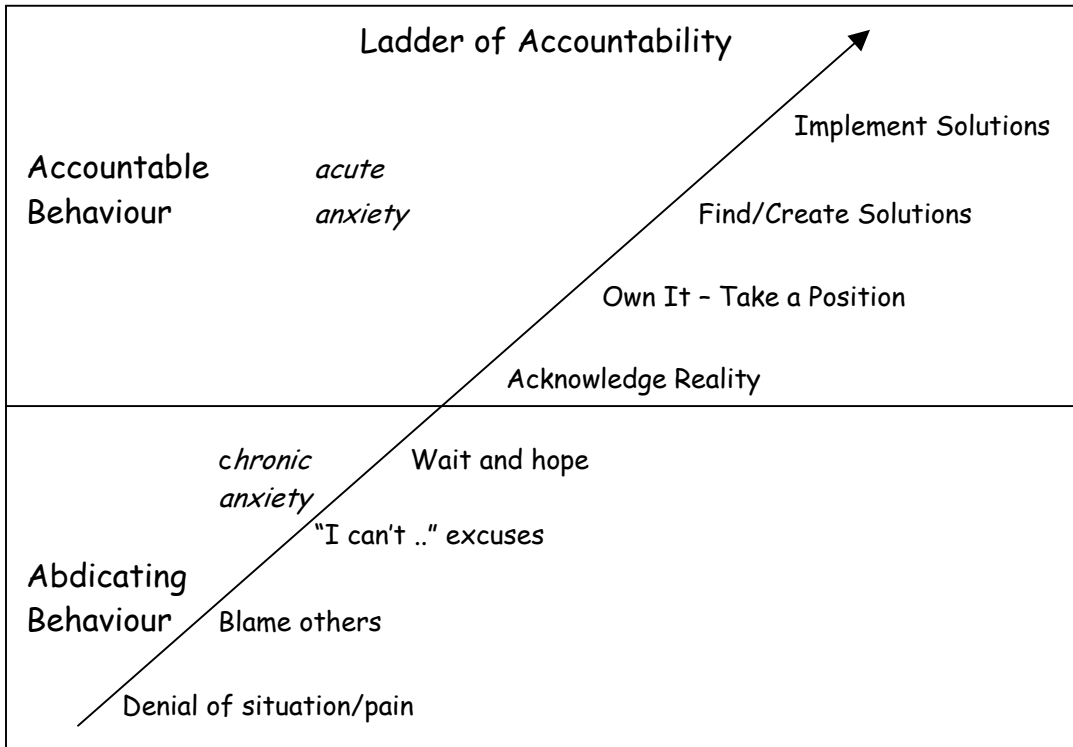 Ladder of Accountability
Implement Solutions
Accountable
Behaviour
acute
anxiety
Find/Create Solutions
Own It – Take a Position
Acknowledge Reality
chronic
anxiety
Wait and hope
“I can't ..” excuses
Abdicating
Behaviour
Blame others
Denial of situation/pain